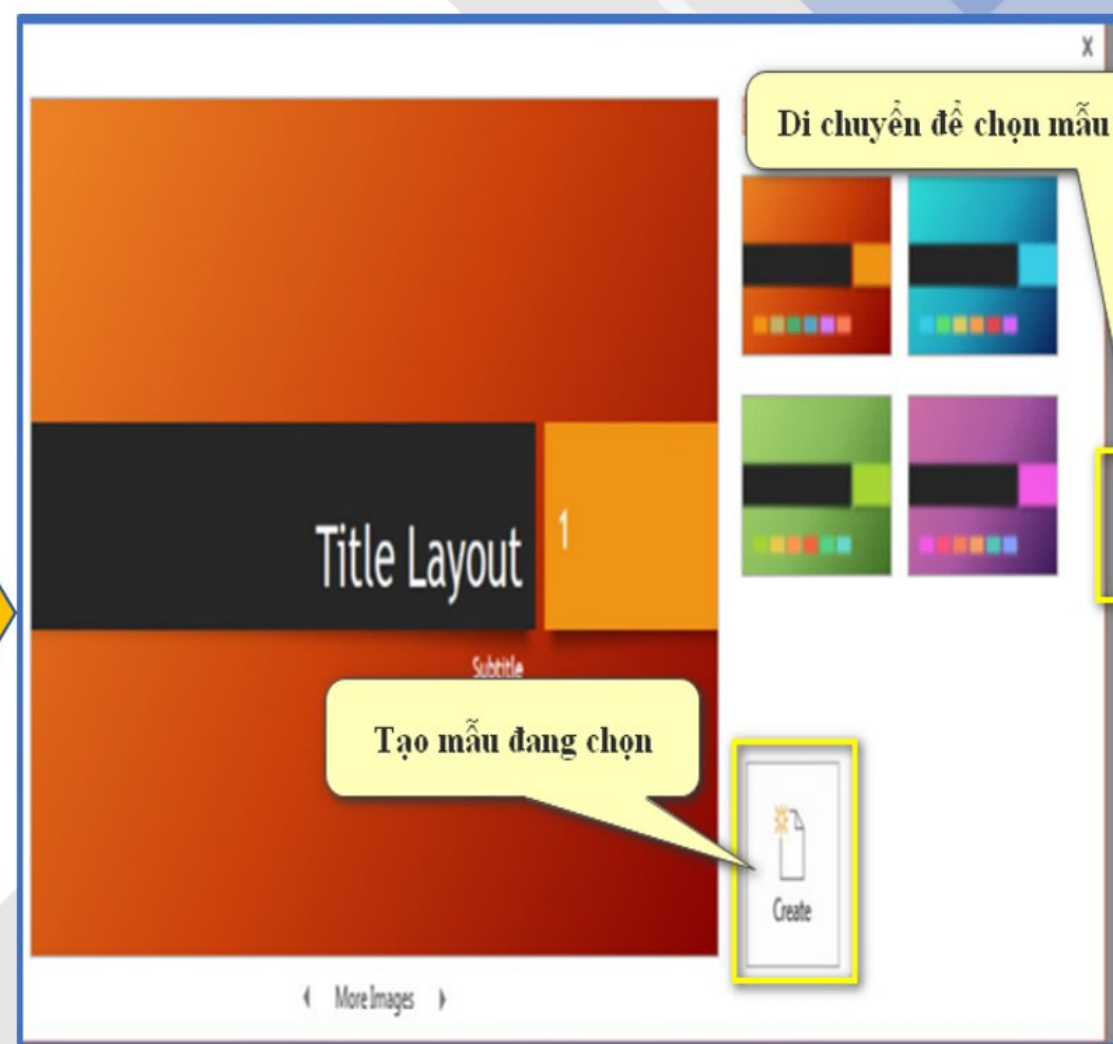 X
Di chuyển để chọn mẫu
Title Layout
1
Subtitle
Tạo mẫu đang chọn
Create
More Images